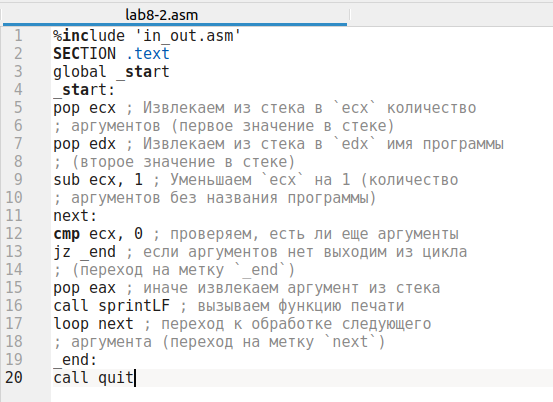 lab8-2.asm
1 %include 'in_out.asm'
2 SECTION .text
3 global _start
4 _start:
5 pop ecx ; Извлекаем из стека в `ecx` количество
6 ; аргументов (первое значение в стеке)
7 pop edx ; Извлекаем из стека в `edx` имя программы
8 ; (второе значение в стеке)
9 sub ecx, 1 ; Уменьшаем `ecx` на 1 (количество
10 ; аргументов без названия программы)
11 next:
12 cmp ecx, 0 ; проверяем, есть ли еще аргументы
13 jz _end ; если аргументов нет выходим из цикла
14 ; (переход на метку `_end`)
15 pop eax ; иначе извлекаем аргумент из стека
16 call sprintLF ; вызываем функцию печати
17 loop next ; переход к обработке следующего
18 ; аргумента (переход на метку `next`)
19 _end:
20 call quit